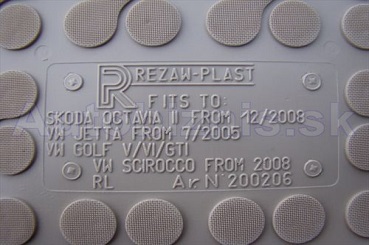 REZAW-PLAST
FITS TO:
SKODA OCTAVIA II FROM 12/2008
VW JETTA FROM 7/2005
VW GOLF V/VI/GTI
VW SCIROCCO FROM 2008
RL Ar N° 200206